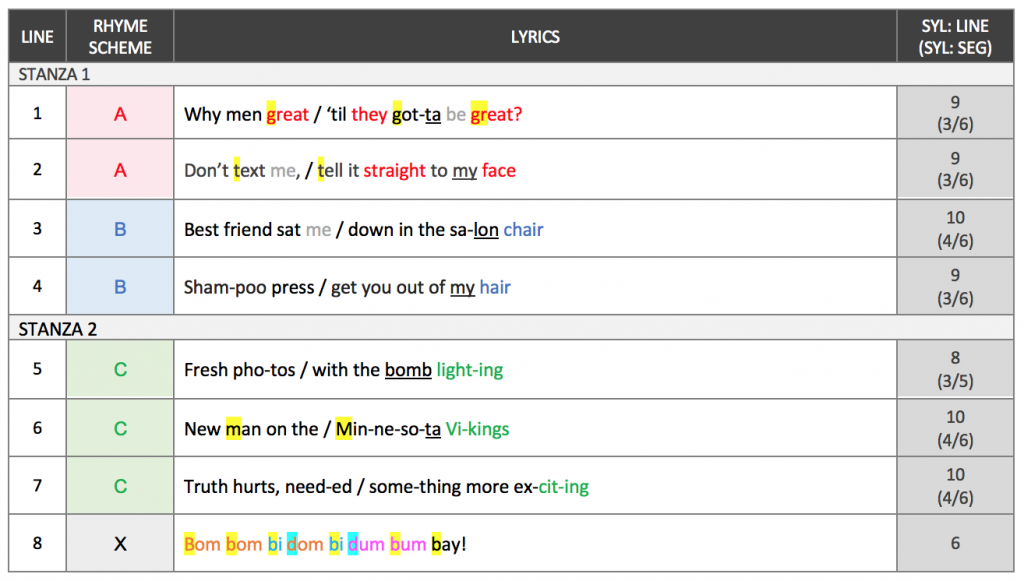 LINE RHYME SCHEME LYRICS SYL: LINE (SYL: SEG)
STANZA 1
1 A Why men great / ‘til they got-ta be great? 9 (3/6)
2 A Don’t text me, / tell it straight to my face 9 (3/6)
3 B Best friend sat me / down in the sa-lon chair 10 (4/6)
4 B Sham-poo press / get you out of my hair 9 (3/6)
STANZA 2
5 C Fresh pho-tos / with the bomb light-ing 8 (3/5)
6 C New man on the / Min-ne-so-ta Vi-kings 10 (4/6)
7 C Truth hurts, need-ed / some-thing more ex-cit-ing 10 (4/6)
8 X Bom bom bi dom bi dum bum bay! 6